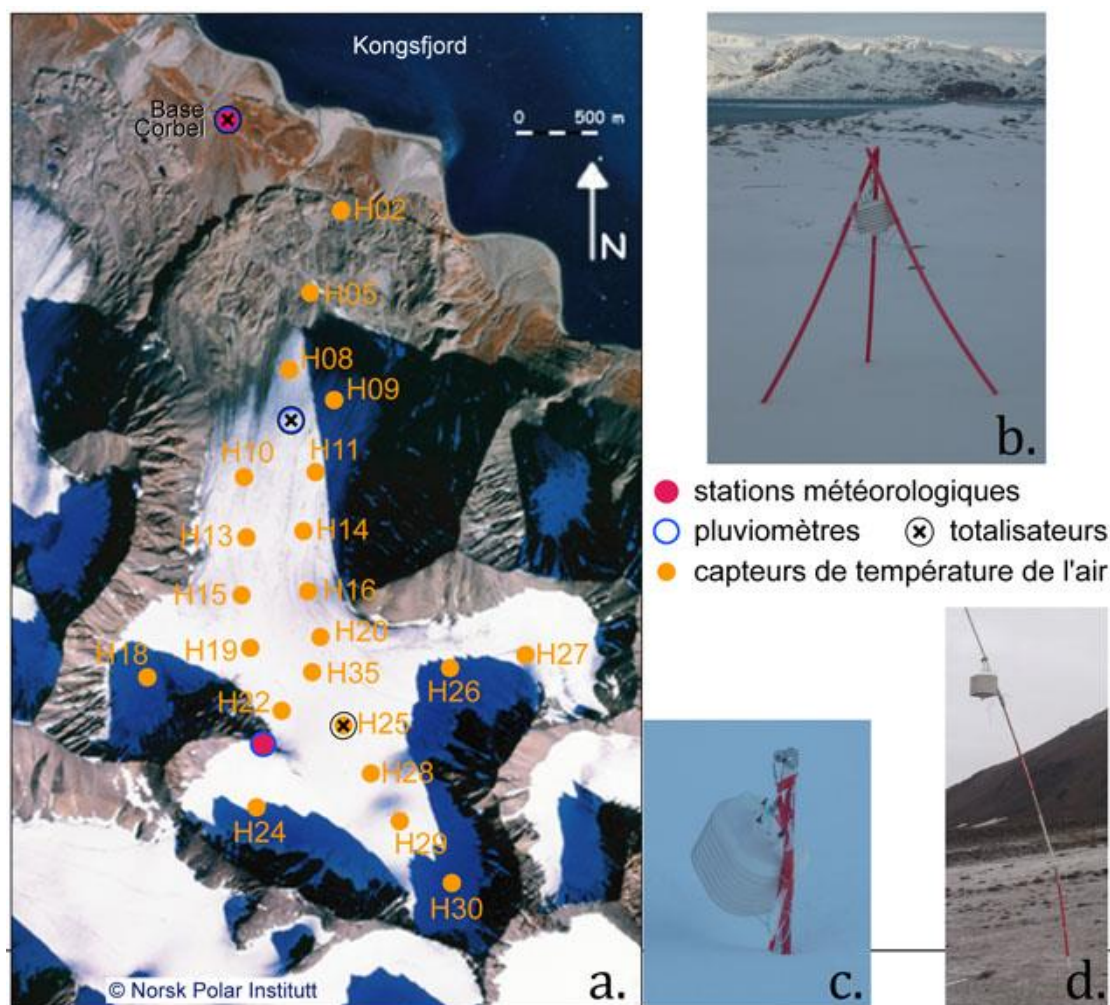 Kongsfjord
Base
Corbel
0 500 m
N
H02
H05
H08
H09
H10
H11
H13
H14
H15
H16
H19
H20
H18
H35
H27
H26
H22
H25
H28
H24
H29
H30
© Norsk Polar Institutt
a.
b.
stations météorologiques
pluviomètres
totalisateurs
capteurs de température de l'air
c.
d.